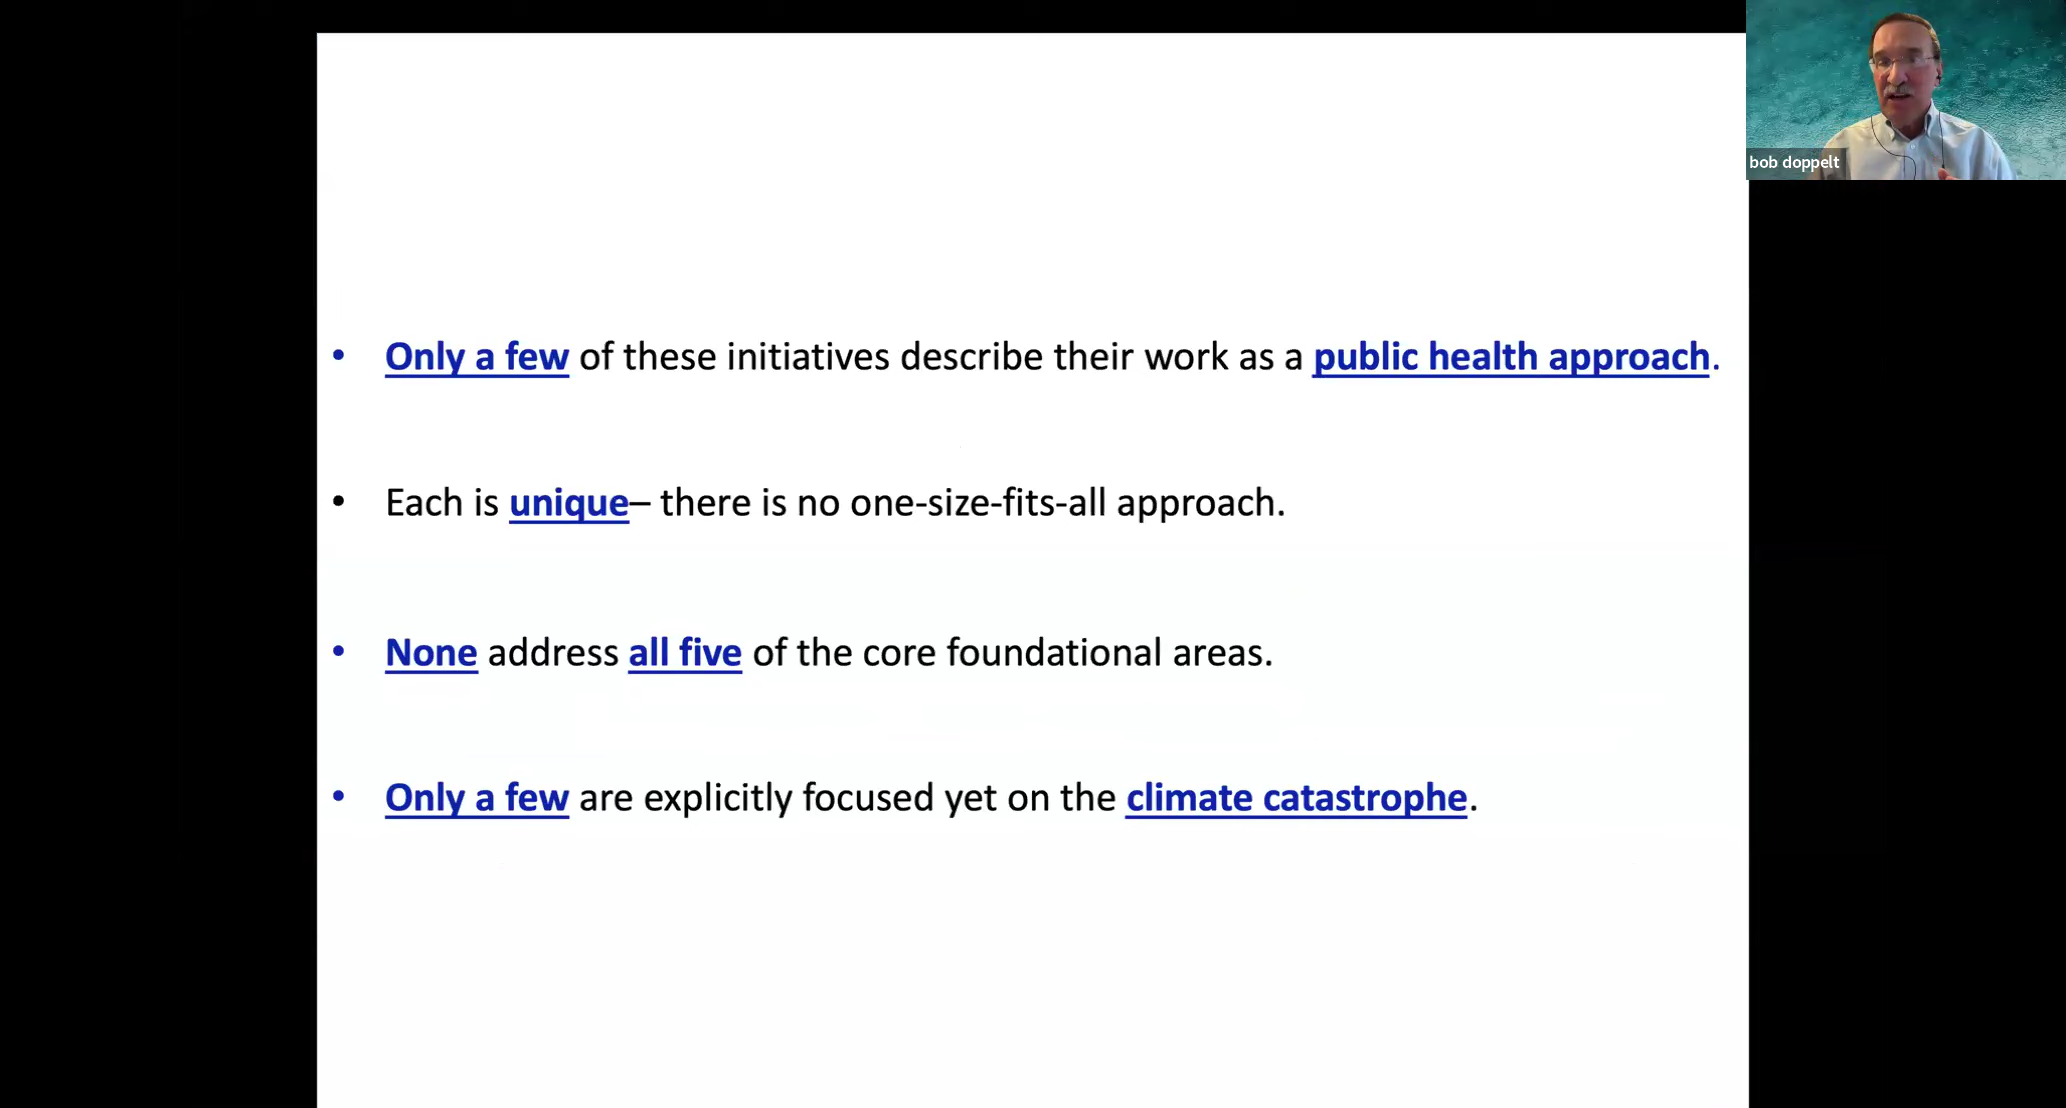 bob doppelt
• Only a few of these initiatives describe their work as a public health approach.
• Each is unique– there is no one-size-fits-all approach.
• None address all five of the core foundational areas.
• Only a few are explicitly focused yet on the climate catastrophe.